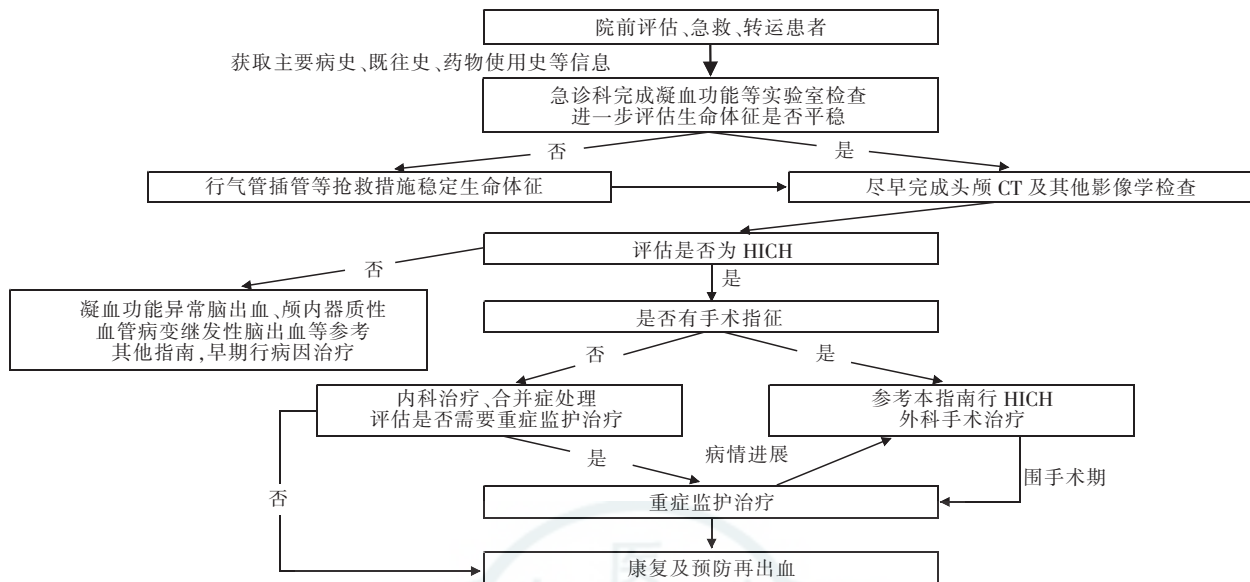 院前评估、急救、转运患者
获取主要病史、既往史、药物使用史等信息
急诊科完成凝血功能等实验室检查
进一步评估生命体征是否平稳
否
是
行气管插管等抢救措施稳定生命体征
尽早完成头颅 CT 及其他影像学检查
评估是否为 HICH
否
是
凝血功能异常脑出血、颅内器质性
血管病变继发性脑出血等参考
其他指南,早期行病因治疗
是否有手术指征
否
是
内科治疗、合并症处理
评估是否需要重症监护治疗
参考本指南行 HICH
外科手术治疗
是
病情进展
围手术期
否
重症监护治疗
康复及预防再出血